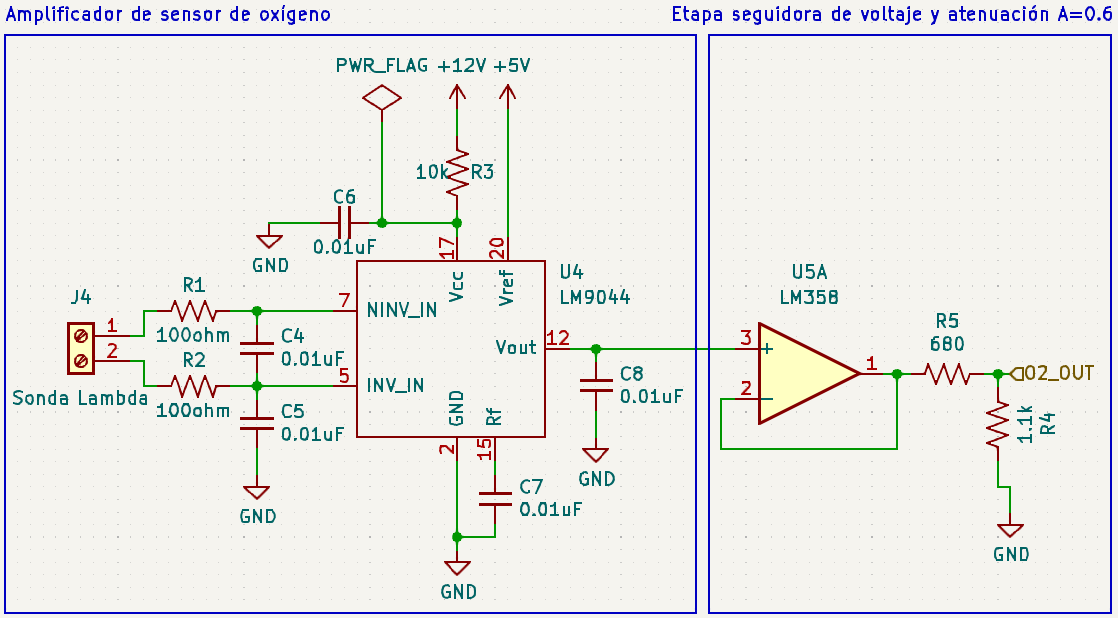 Amplificador de sensor de oxígeno
Etapa seguidora de voltaje y atenuación A=0.6
PWR_FLAG +12V +5V
10k R3
C6
0.01uF
GND
17
20
Vcc
Vref
U4
LM9044
J4
1
2
Sonda Lambda
R1
100ohm
R2
100ohm
C4
0.01uF
C5
0.01uF
GND
7
NINV_IN
5
INV_IN
Vout
12
GND
Rf
2
15
C7
0.01uF
GND
C8
0.01uF
GND
U5A
LM358
3
+
2
1
R5
680
O2_OUT
1.1k
R4
GND